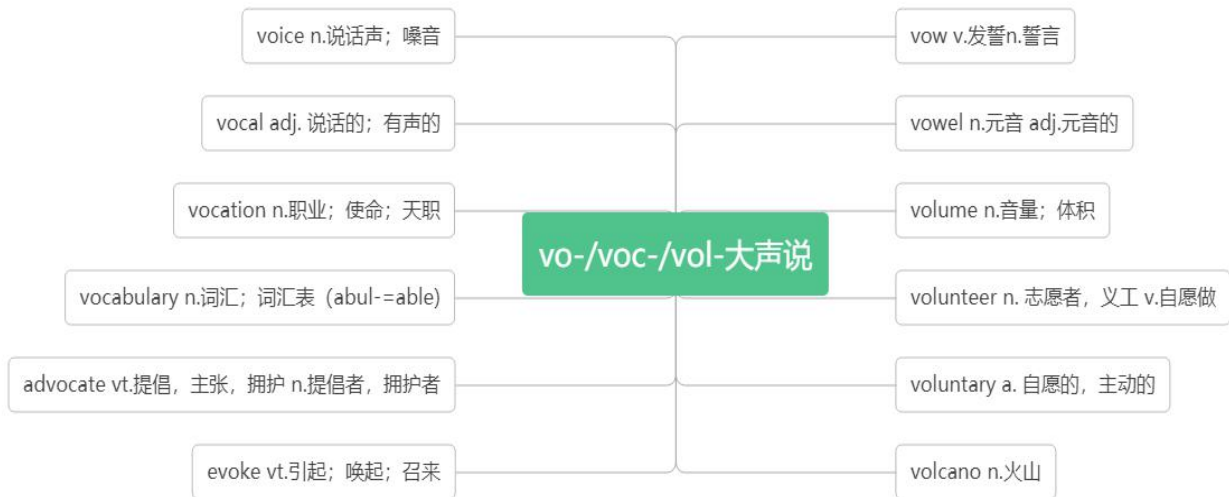 voice n.说话声；嗓音
vocal adj. 说话的；有声的
vocation n.职业；使命；天职
vocabulary n.词汇；词汇表（abul-=able)
advocate vt.提倡，主张，拥护 n.提倡者，拥护者
evoke vt.引起；唤起；召来
vo-/voc-/vol-大声说
vow v.发誓n.誓言
vowel n.元音 adj.元音的
volume n.音量；体积
volunteer n. 志愿者，义工 v.自愿做
voluntary a. 自愿的，主动的
volcano n.火山